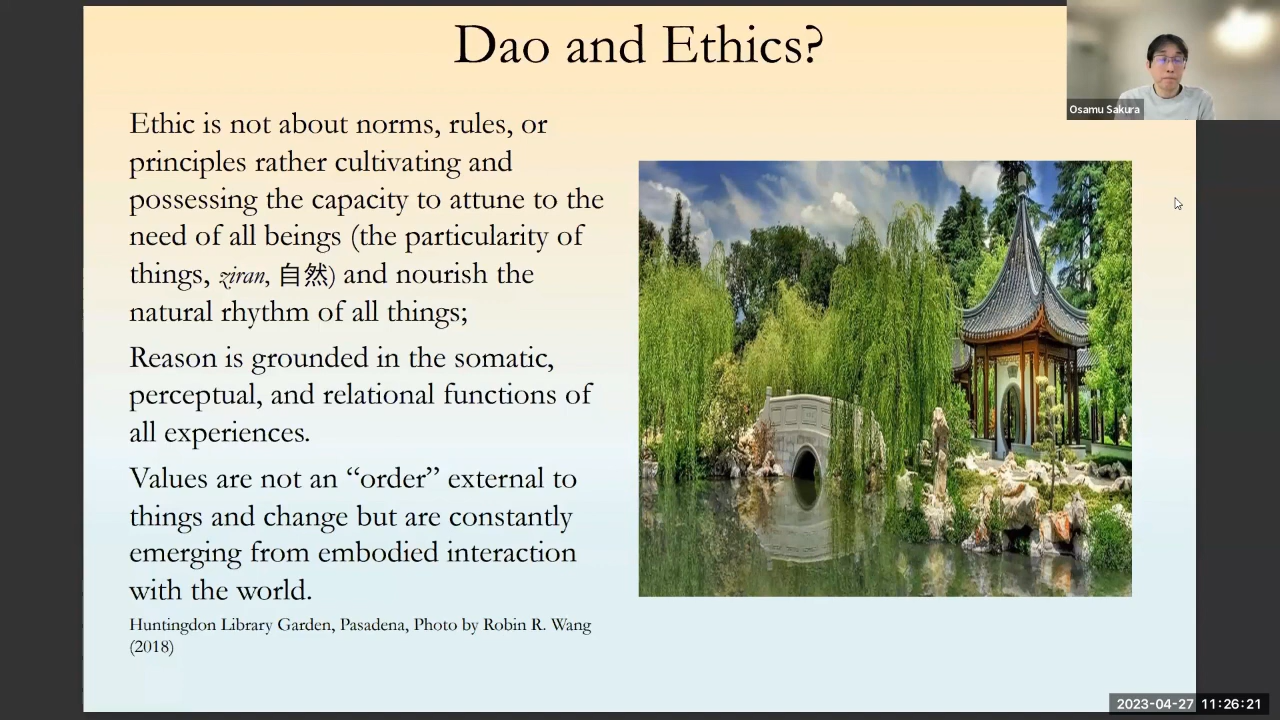 Dao and Ethics?
Osamu Sakura
Ethic is not about norms, rules, or
principles rather cultivating and
possessing the capacity to attune to the
need of all beings (the particularity of
things, ziran, 自然) and nourish the
natural rhythm of all things;
Reason is grounded in the somatic,
perceptual, and relational functions of
all experiences.
Values are not an “order” external to
things and change but are constantly
emerging from embodied interaction
with the world.
Huntingdon Library Garden, Pasadena, Photo by Robin R. Wang
(2018)
2023-04-27 11:26:21